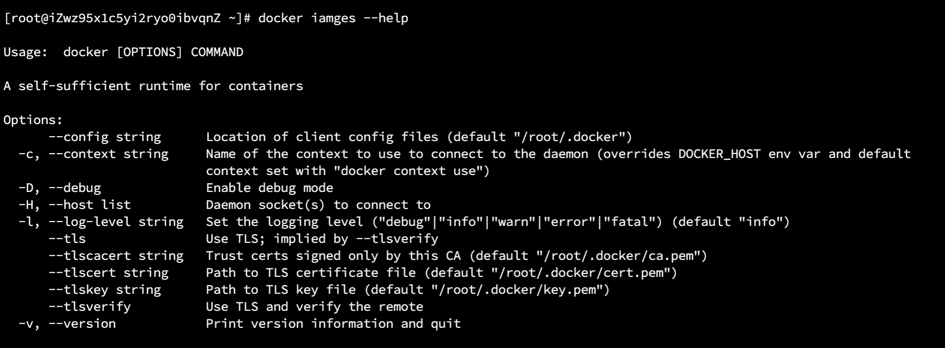 [root@iZwz95x1c5yi2ryo0ibvqnZ ~]# docker iamges --help
Usage:  docker [OPTIONS] COMMAND
A self-sufficient runtime for containers
Options:
      --config string      Location of client config files (default "/root/.docker")
  -c, --context string     Name of the context to use to connect to the daemon (overrides DOCKER_HOST env var and default
                           context set with "docker context use")
  -D, --debug              Enable debug mode
  -H, --host list          Daemon socket(s) to connect to
  -l, --log-level string   Set the logging level ("debug"|"info"|"warn"|"error"|"fatal") (default "info")
      --tls                Use TLS; implied by --tlsverify
      --tlscacert string   Trust certs signed only by this CA (default "/root/.docker/ca.pem")
      --tlscert string     Path to TLS certificate file (default "/root/.docker/cert.pem")
      --tlskey string      Path to TLS key file (default "/root/.docker/key.pem")
      --tlsverify          Use TLS and verify the remote
  -v, --version            Print version information and quit